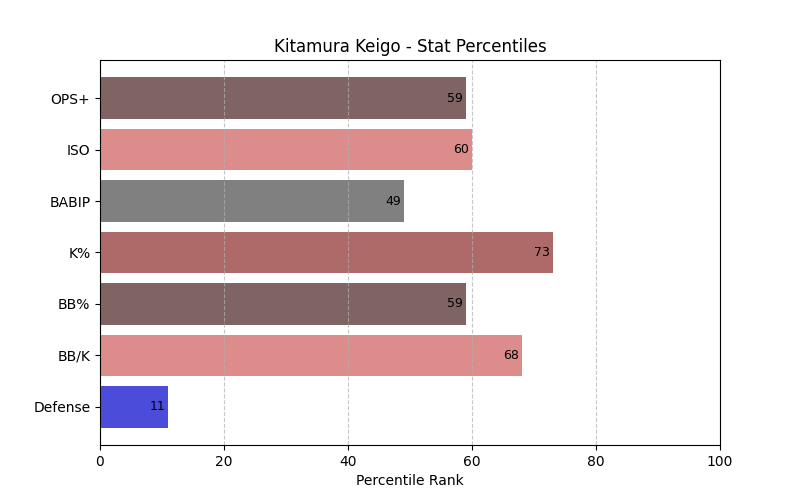 Kitamura Keigo - Stat Percentiles
OPS+ 59
ISO 60
BABIP 49
K% 73
BB% 59
BB/K 68
Defense 11
0 20 40 60 80 100
Percentile Rank